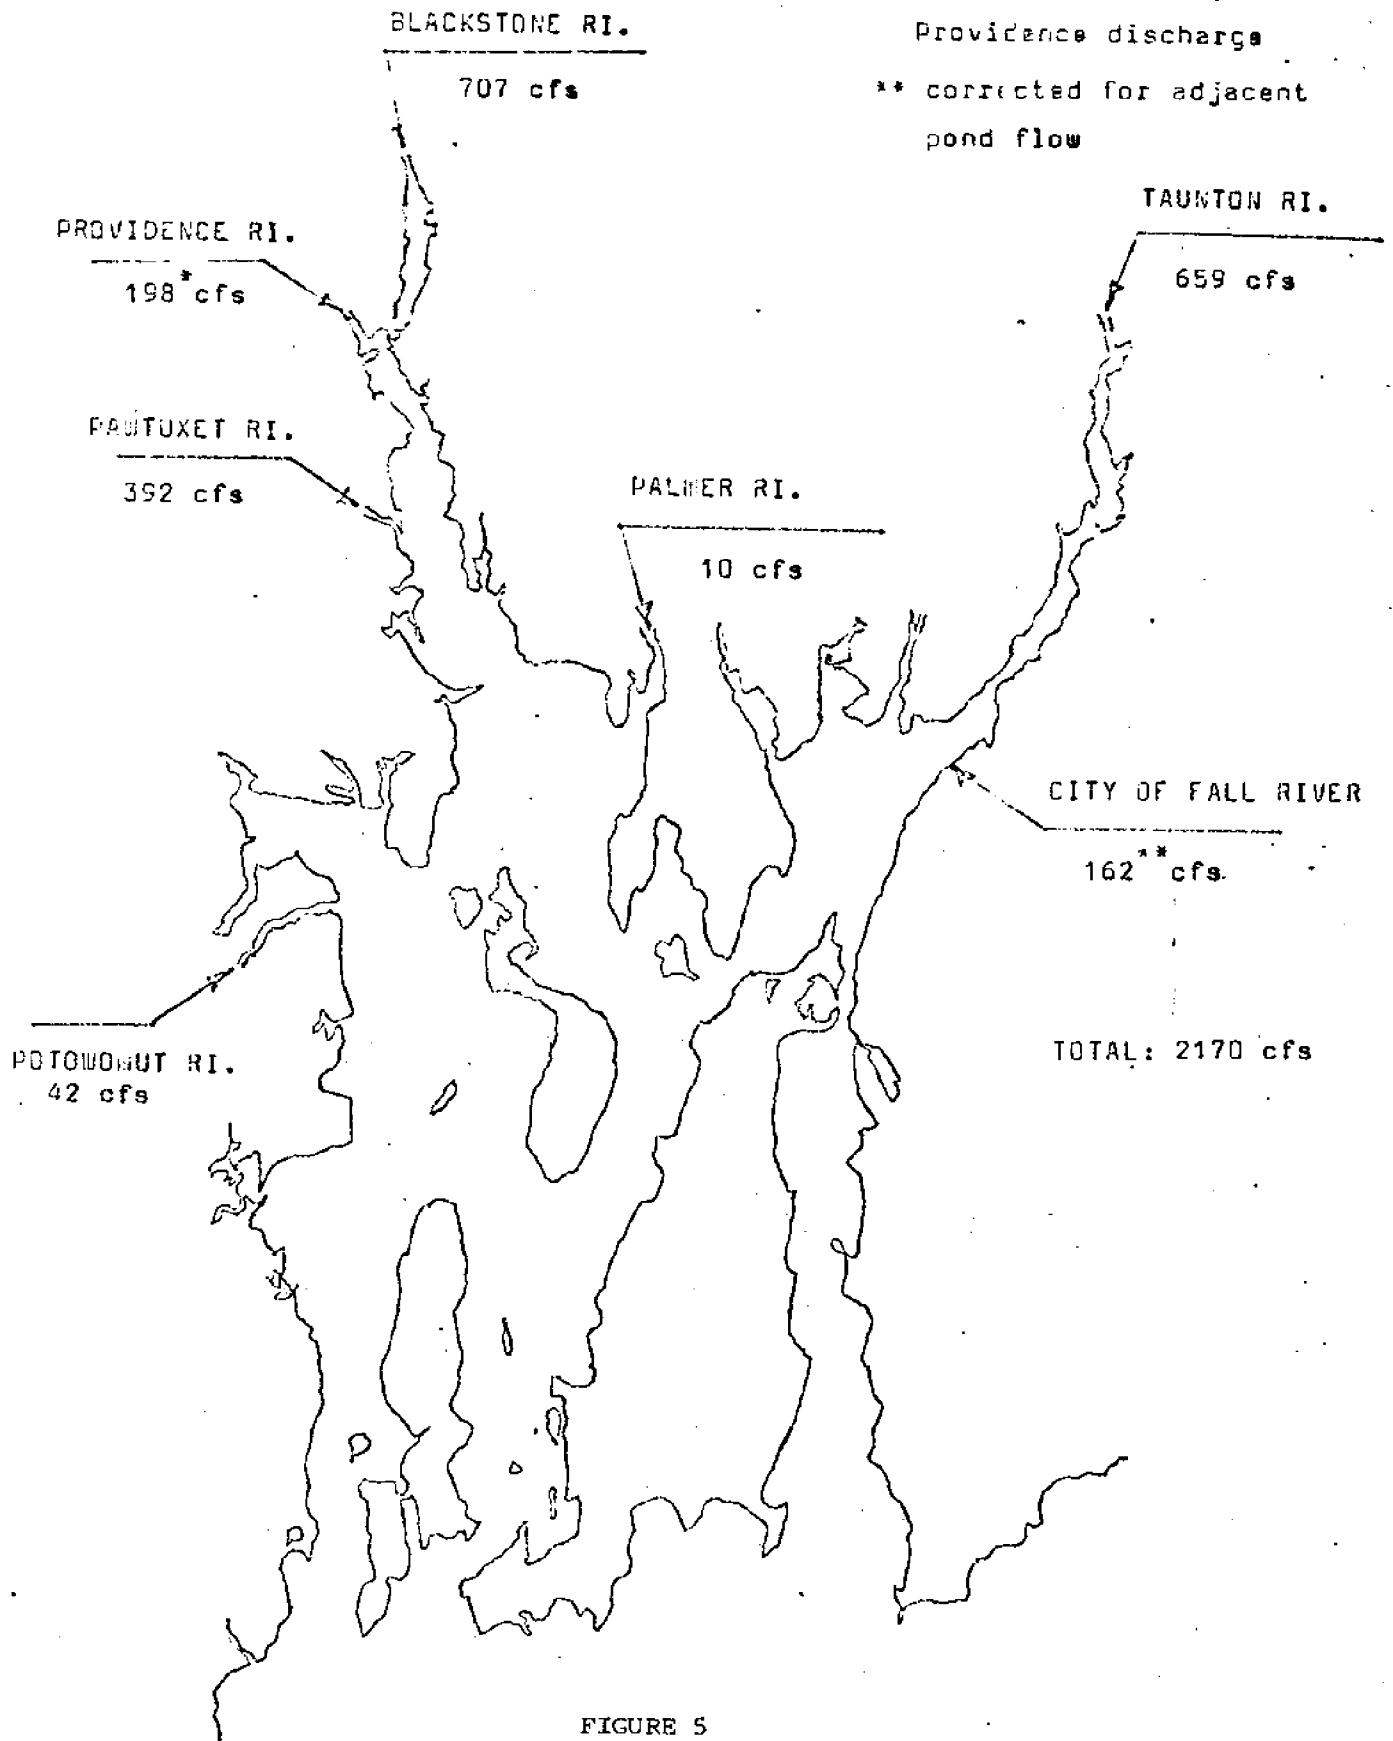 BLACKSTONE RI.
707 cfs
Providence discharge
** corrected for adjacent
pond flow
TAUNTON RI.
659 cfs
PROVIDENCE RI.
198* cfs
PAWTUXET RI.
392 cfs
PALMER RI.
10 cfs
CITY OF FALL RIVER
162** cfs
POTOWOMUT RI.
42 cfs
TOTAL: 2170 cfs
FIGURE 5